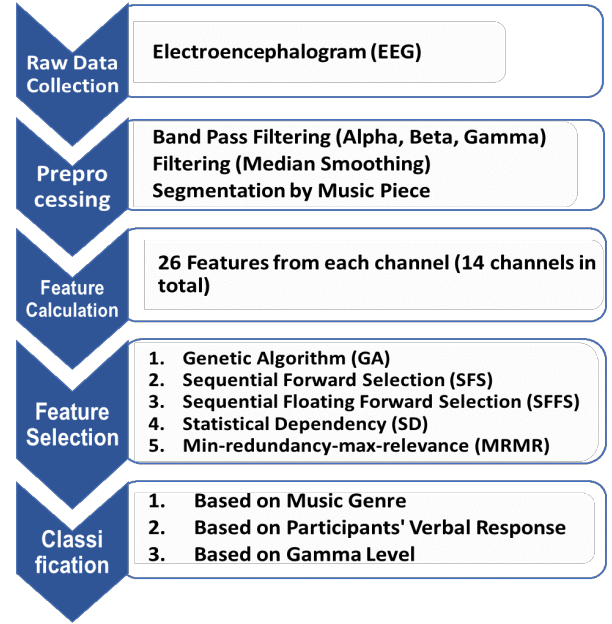 Raw Data
Collection
Electroencephalogram (EEG)
Prepro
cessing
Band Pass Filtering (Alpha, Beta, Gamma)
Filtering (Median Smoothing)
Segmentation by Music Piece
Feature
Calculation
26 Features from each channel (14 channels in
total)
Feature
Selection
1. Genetic Algorithm (GA)
2. Sequential Forward Selection (SFS)
3. Sequential Floating Forward Selection (SFFS)
4. Statistical Dependency (SD)
5. Min-redundancy-max-relevance (MRMR)
Classi
fication
1. Based on Music Genre
2. Based on Participants' Verbal Response
3. Based on Gamma Level